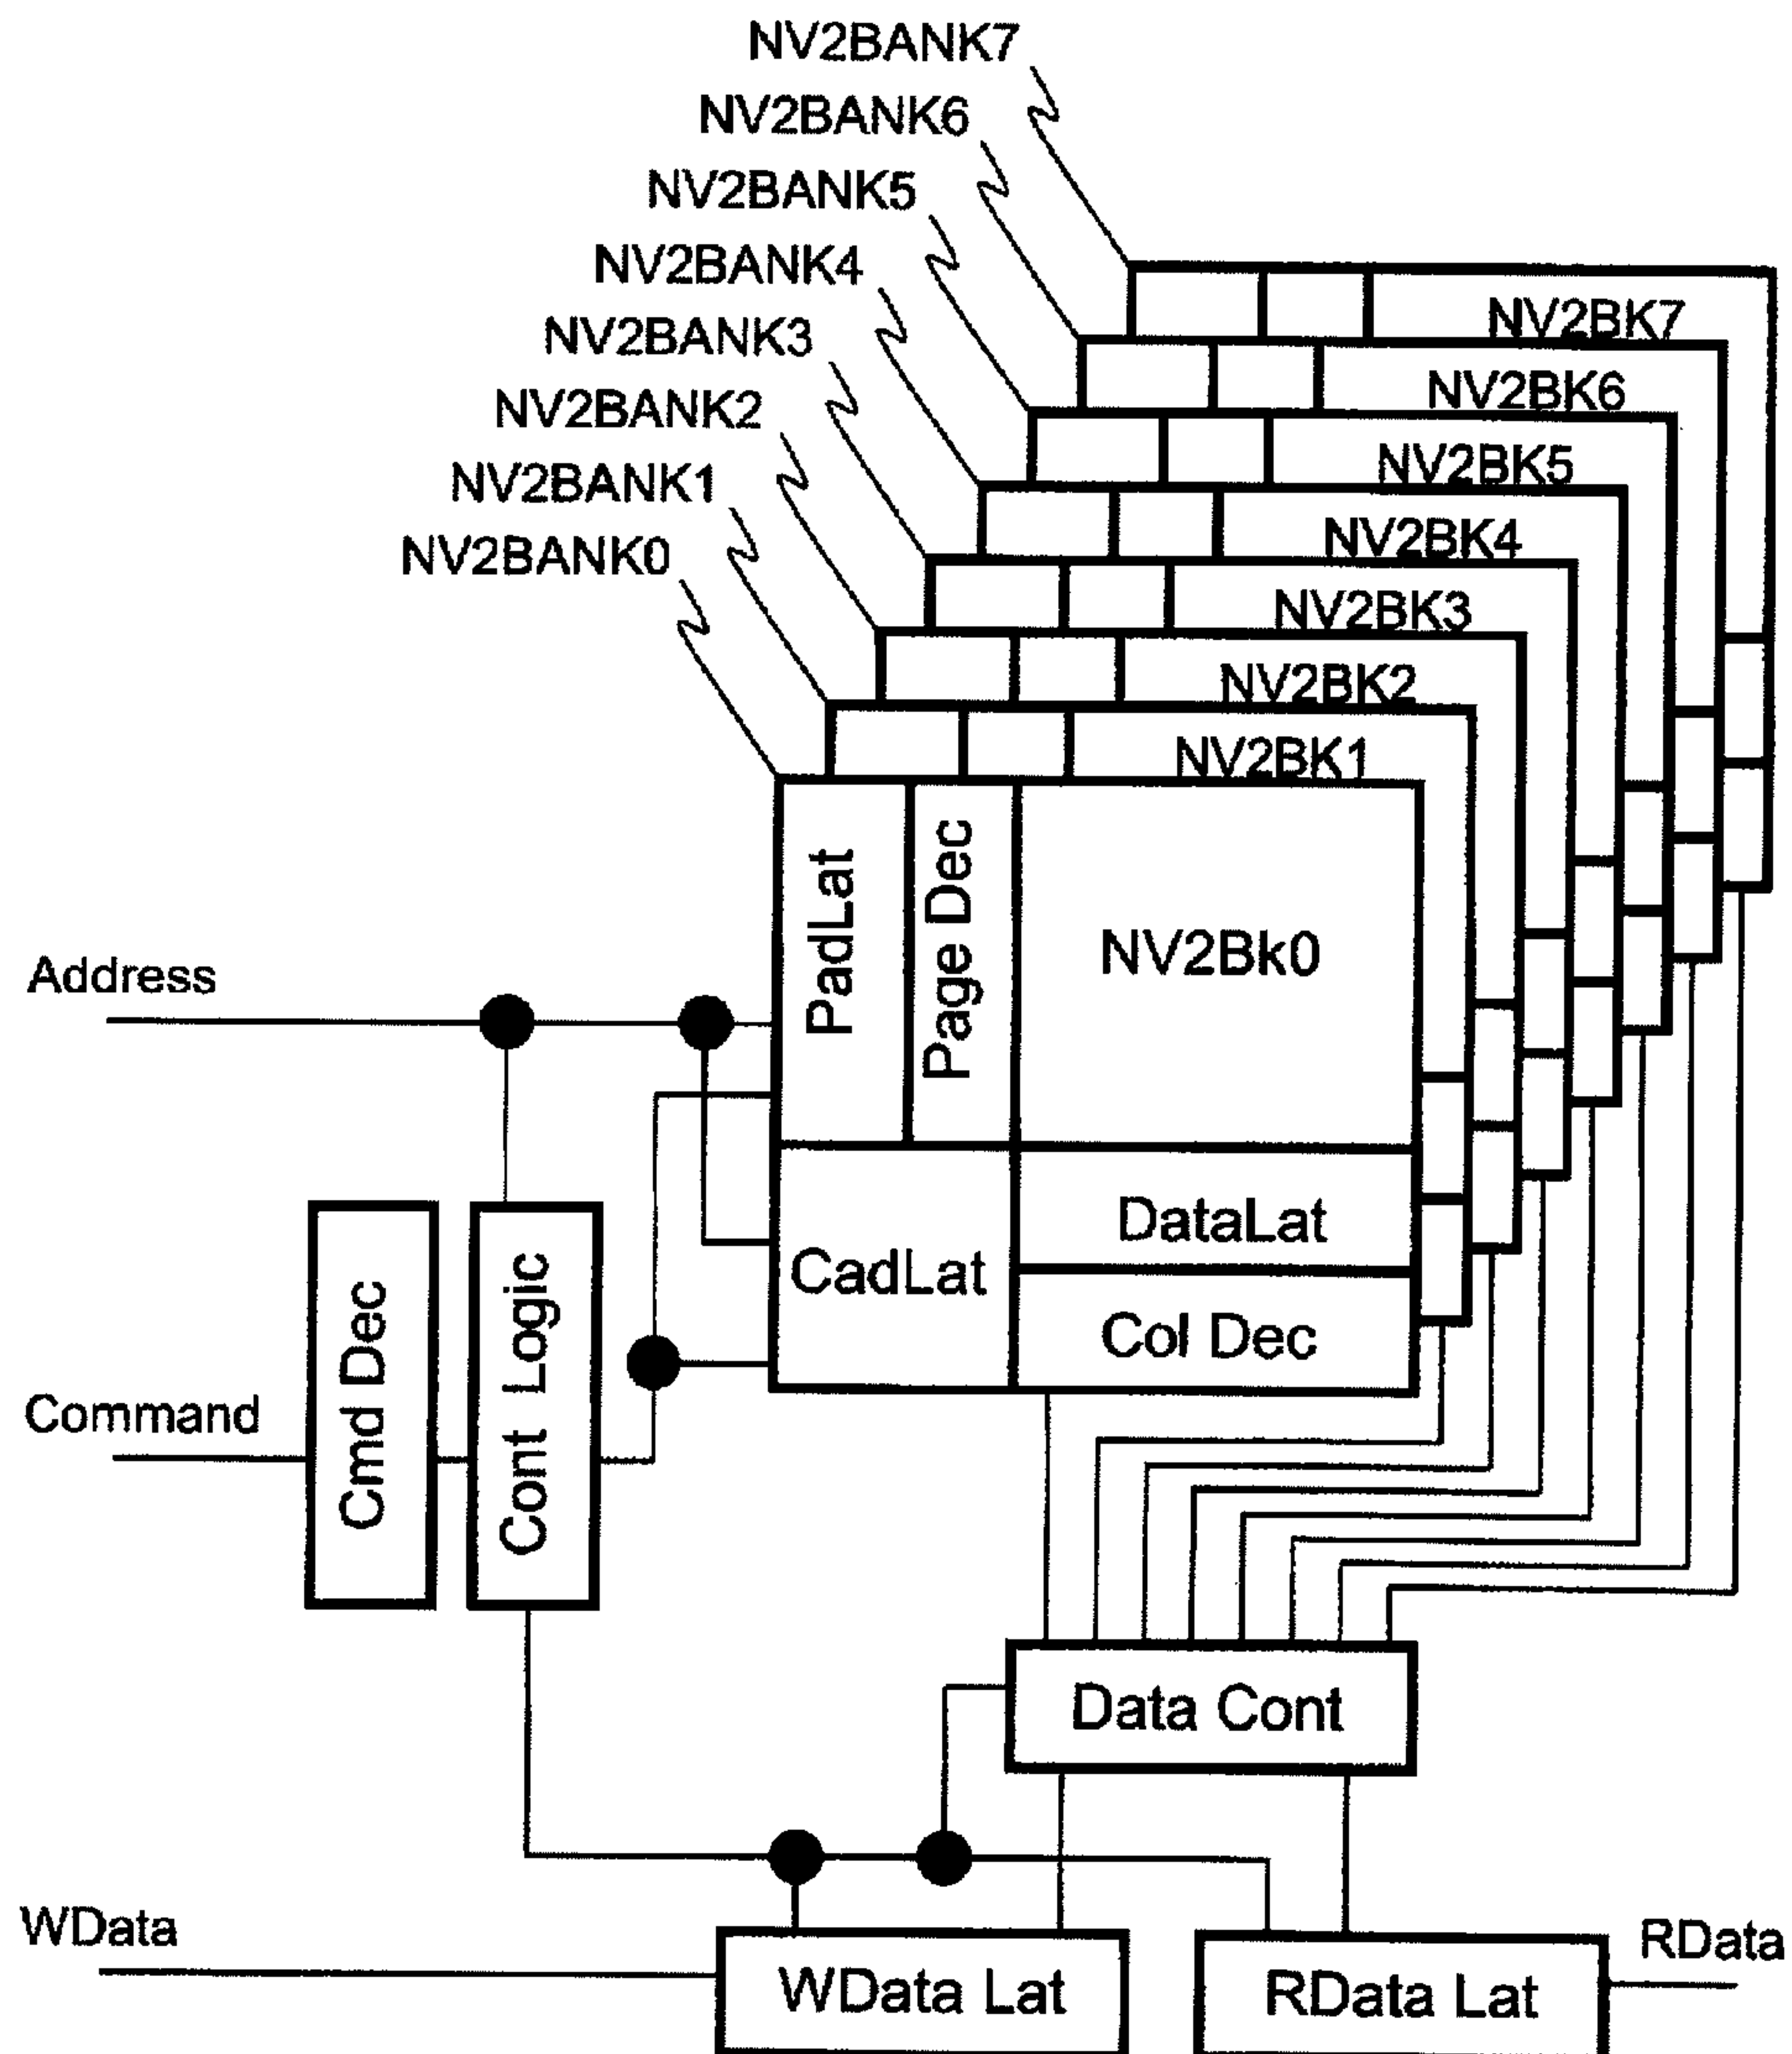 NV2BANK7
NV2BANK6
NV2BANK5
NV2BANK4
NV2BANK3
NV2BANK2
NV2BANK1
NV2BANK0
NV2BK7
NV2BK6
NV2BK5
NV2BK4
NV2BK3
NV2BK2
NV2BK1
PadLat
Page Dec
NV2Bk0
Address
DataLat
CadLat
Col Dec
Command
Cmd Dec
Cont Logic
Data Cont
WData
WData Lat
RData Lat
RData